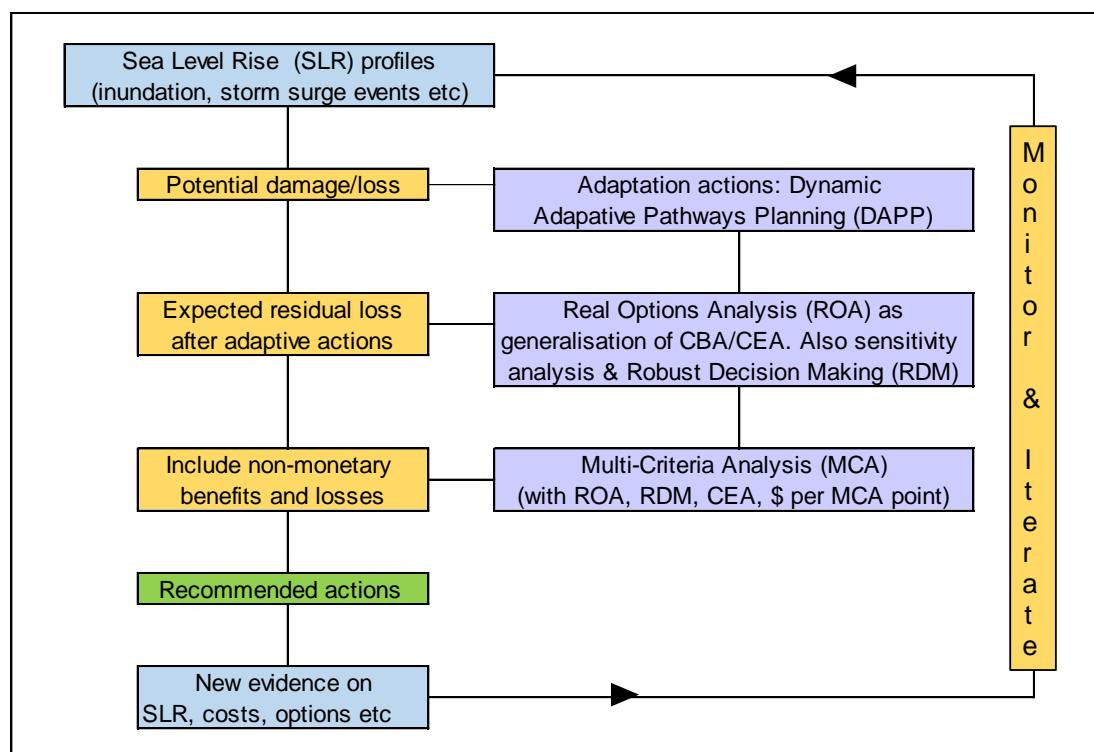 Sea Level Rise (SLR) profiles
(inundation, storm surge events etc)
Potential damage/loss
Adaptation actions: Dynamic
Adapative Pathways Planning (DAPP)
Expected residual loss
after adaptive actions
Real Options Analysis (ROA) as
generalisation of CBA/CEA. Also sensitivity
analysis & Robust Decision Making (RDM)
Include non-monetary
benefits and losses
Multi-Criteria Analysis (MCA)
(with ROA, RDM, CEA, $ per MCA point)
Recommended actions
New evidence on
SLR, costs, options etc
Monitor & Iterate